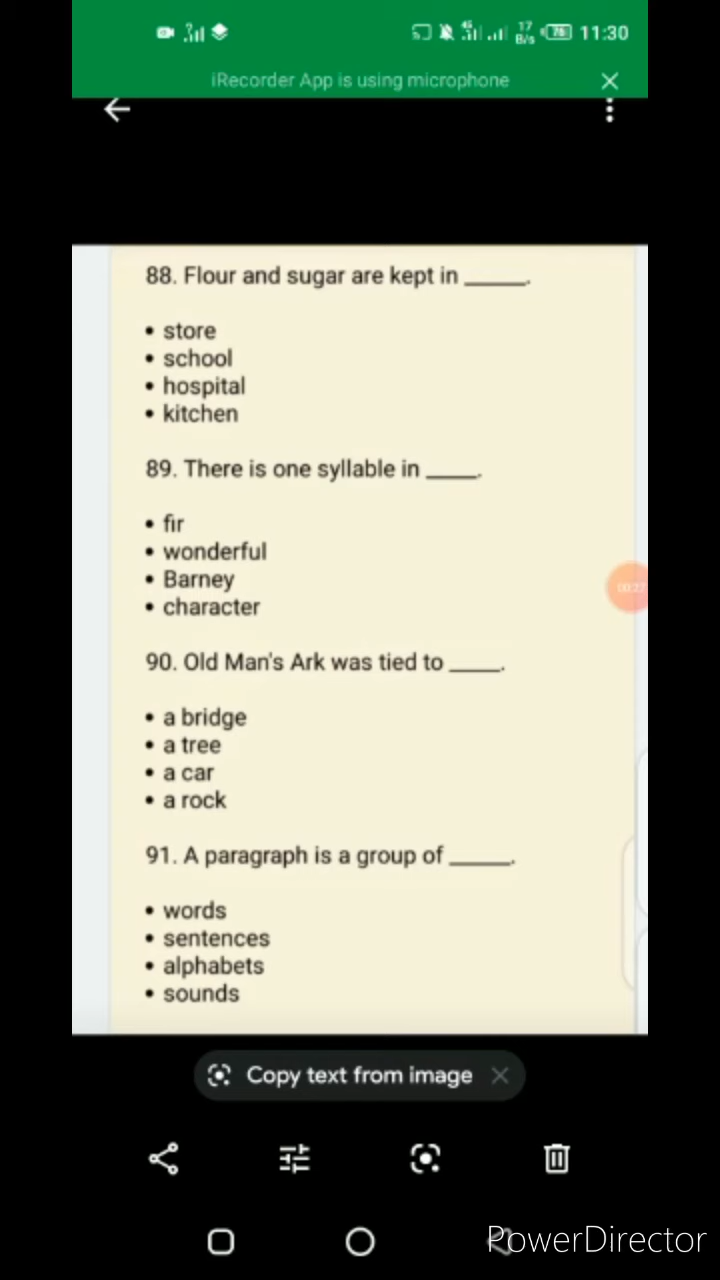 11:30
iRecorder App is using microphone
88. Flour and sugar are kept in _____.
• store
• school
• hospital
• kitchen
89. There is one syllable in ____.
• fir
• wonderful
• Barney
• character
90. Old Man's Ark was tied to ____.
• a bridge
• a tree
• a car
• a rock
91. A paragraph is a group of _____.
• words
• sentences
• alphabets
• sounds
Copy text from image
PowerDirector